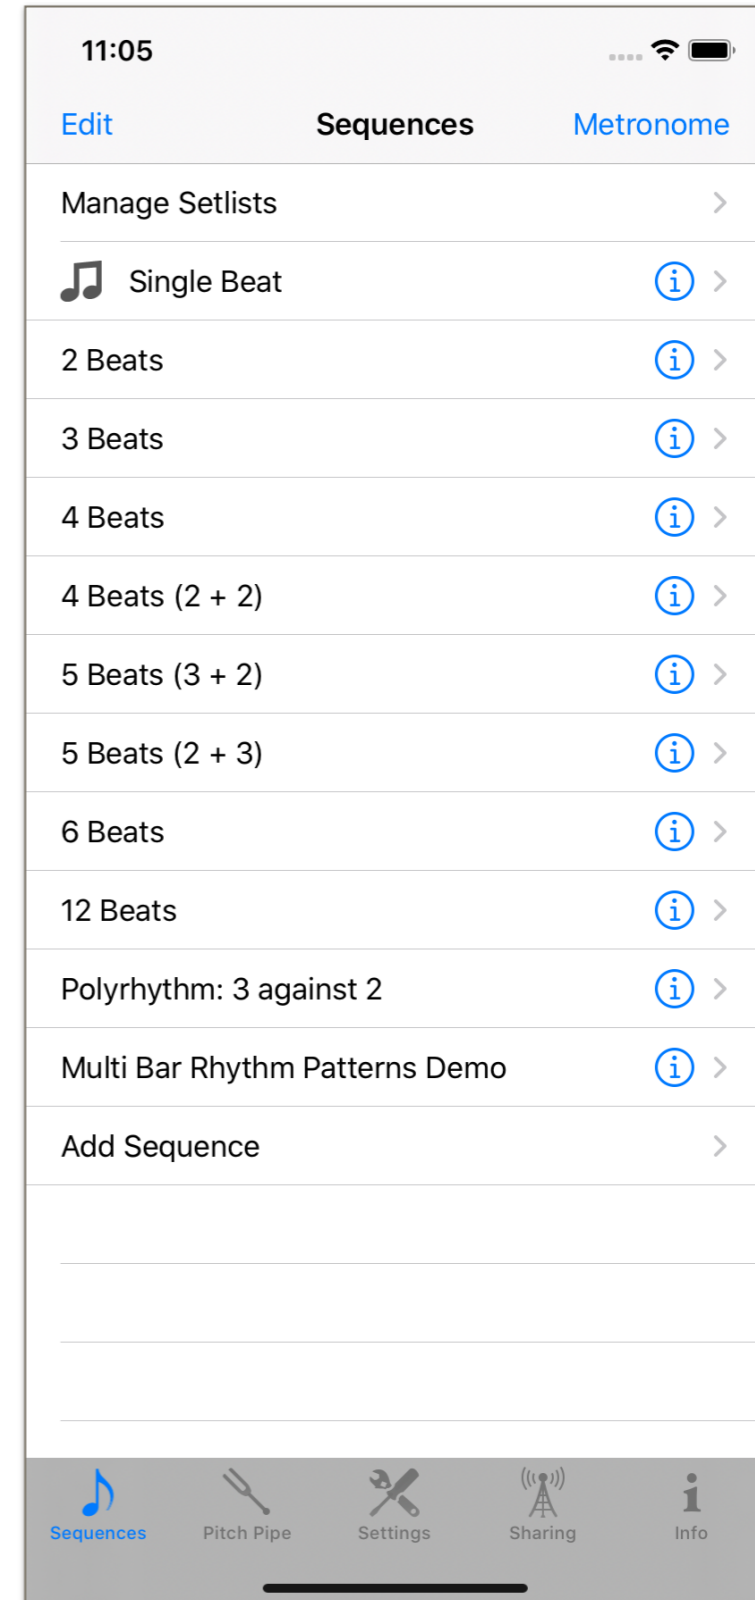 11:05
Edit Sequences Metronome
Manage Setlists
Single Beat
2 Beats
3 Beats
4 Beats
4 Beats (2 + 2)
5 Beats (3 + 2)
5 Beats (2 + 3)
6 Beats
12 Beats
Polyrhythm: 3 against 2
Multi Bar Rhythm Patterns Demo
Add Sequence
Sequences Pitch Pipe Settings Sharing Info